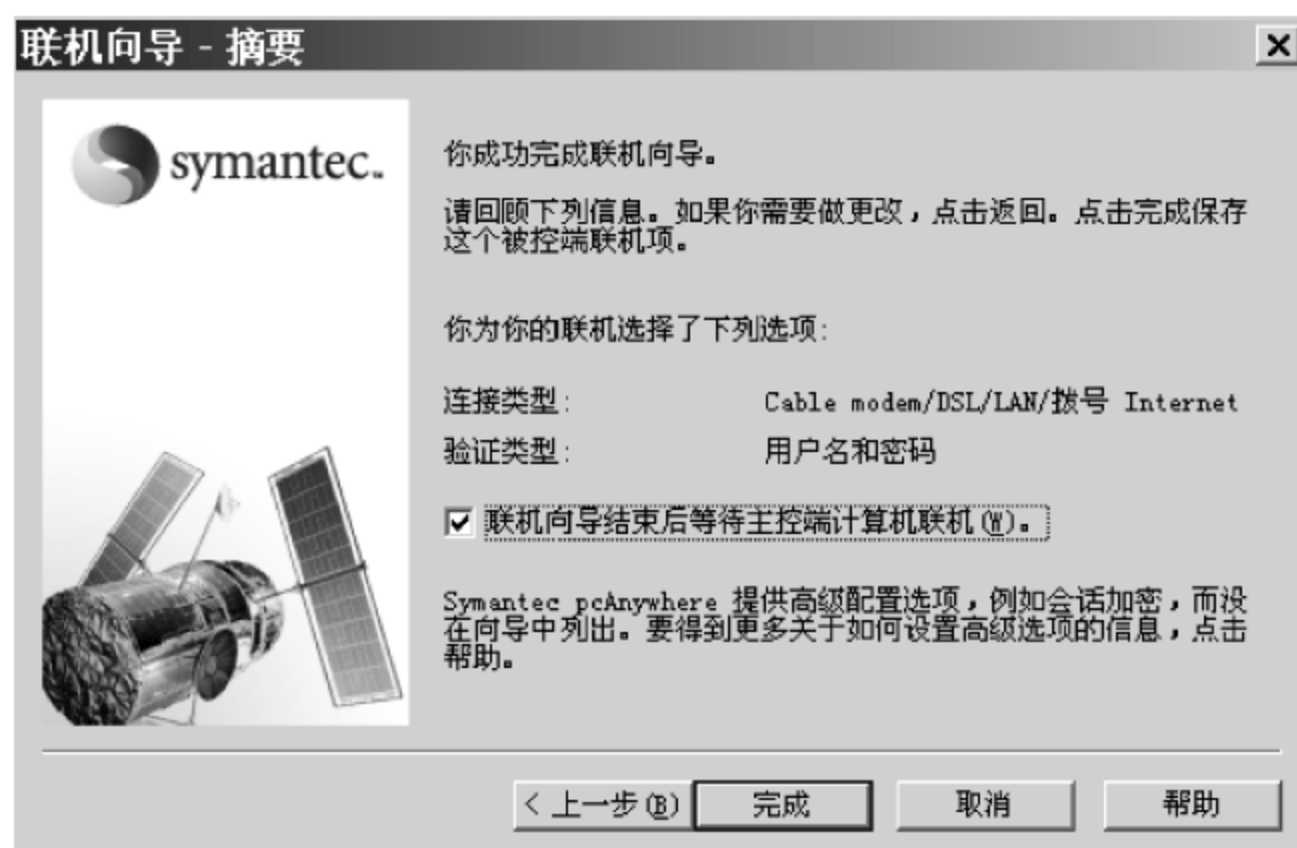 联机向导 - 摘要
symantec.
你成功完成联机向导。
请回顾下列信息。如果你需要做更改，点击返回。点击完成保存
这个被控端联机项。
你为你的联机选择了下列选项:
连接类型: Cable modem/DSL/LAN/拨号 Internet
验证类型: 用户名和密码
联机向导结束后等待主控端计算机联机(W)。
Symantec pcAnywhere 提供高级配置选项，例如会话加密，而没
在向导中列出。要得到更多关于如何设置高级选项的信息，点击
帮助。
< 上一步(B) 完成 取消 帮助